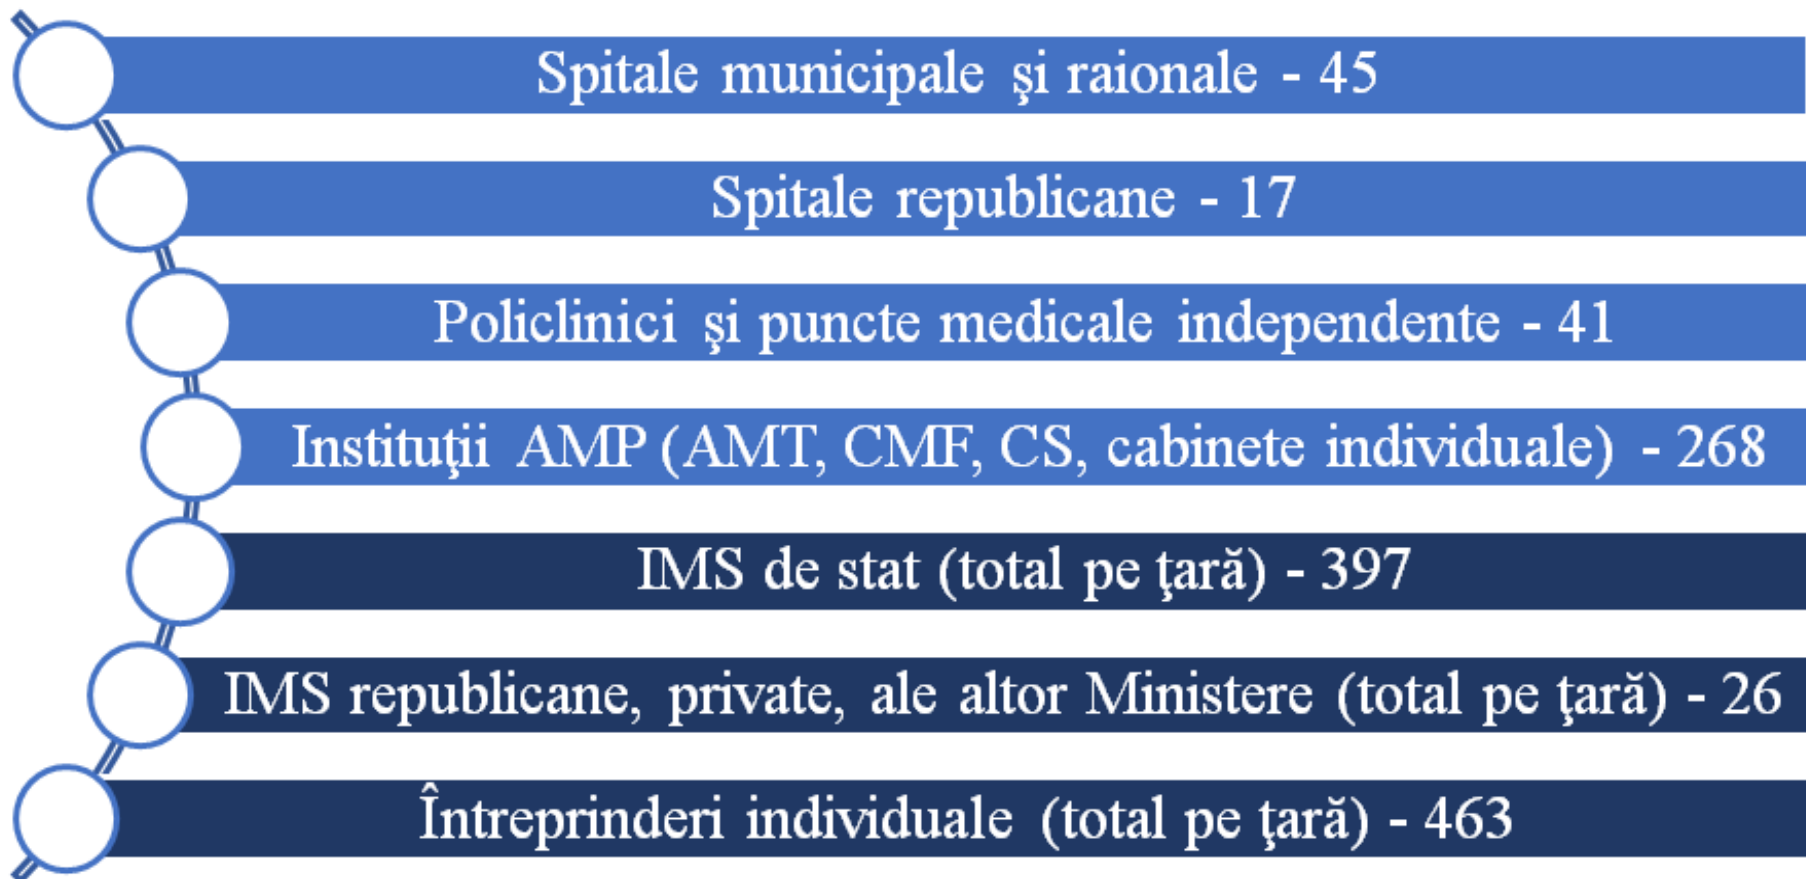 Spitale municipale şi raionale - 45
Spitale republicane - 17
Policlinici şi puncte medicale independente - 41
Instituţii AMP (AMT, CMF, CS, cabinete individuale) - 268
IMS de stat (total pe ţară) - 397
IMS republicane, private, ale altor Ministere (total pe ţară) - 26
Întreprinderi individuale (total pe ţară) - 463